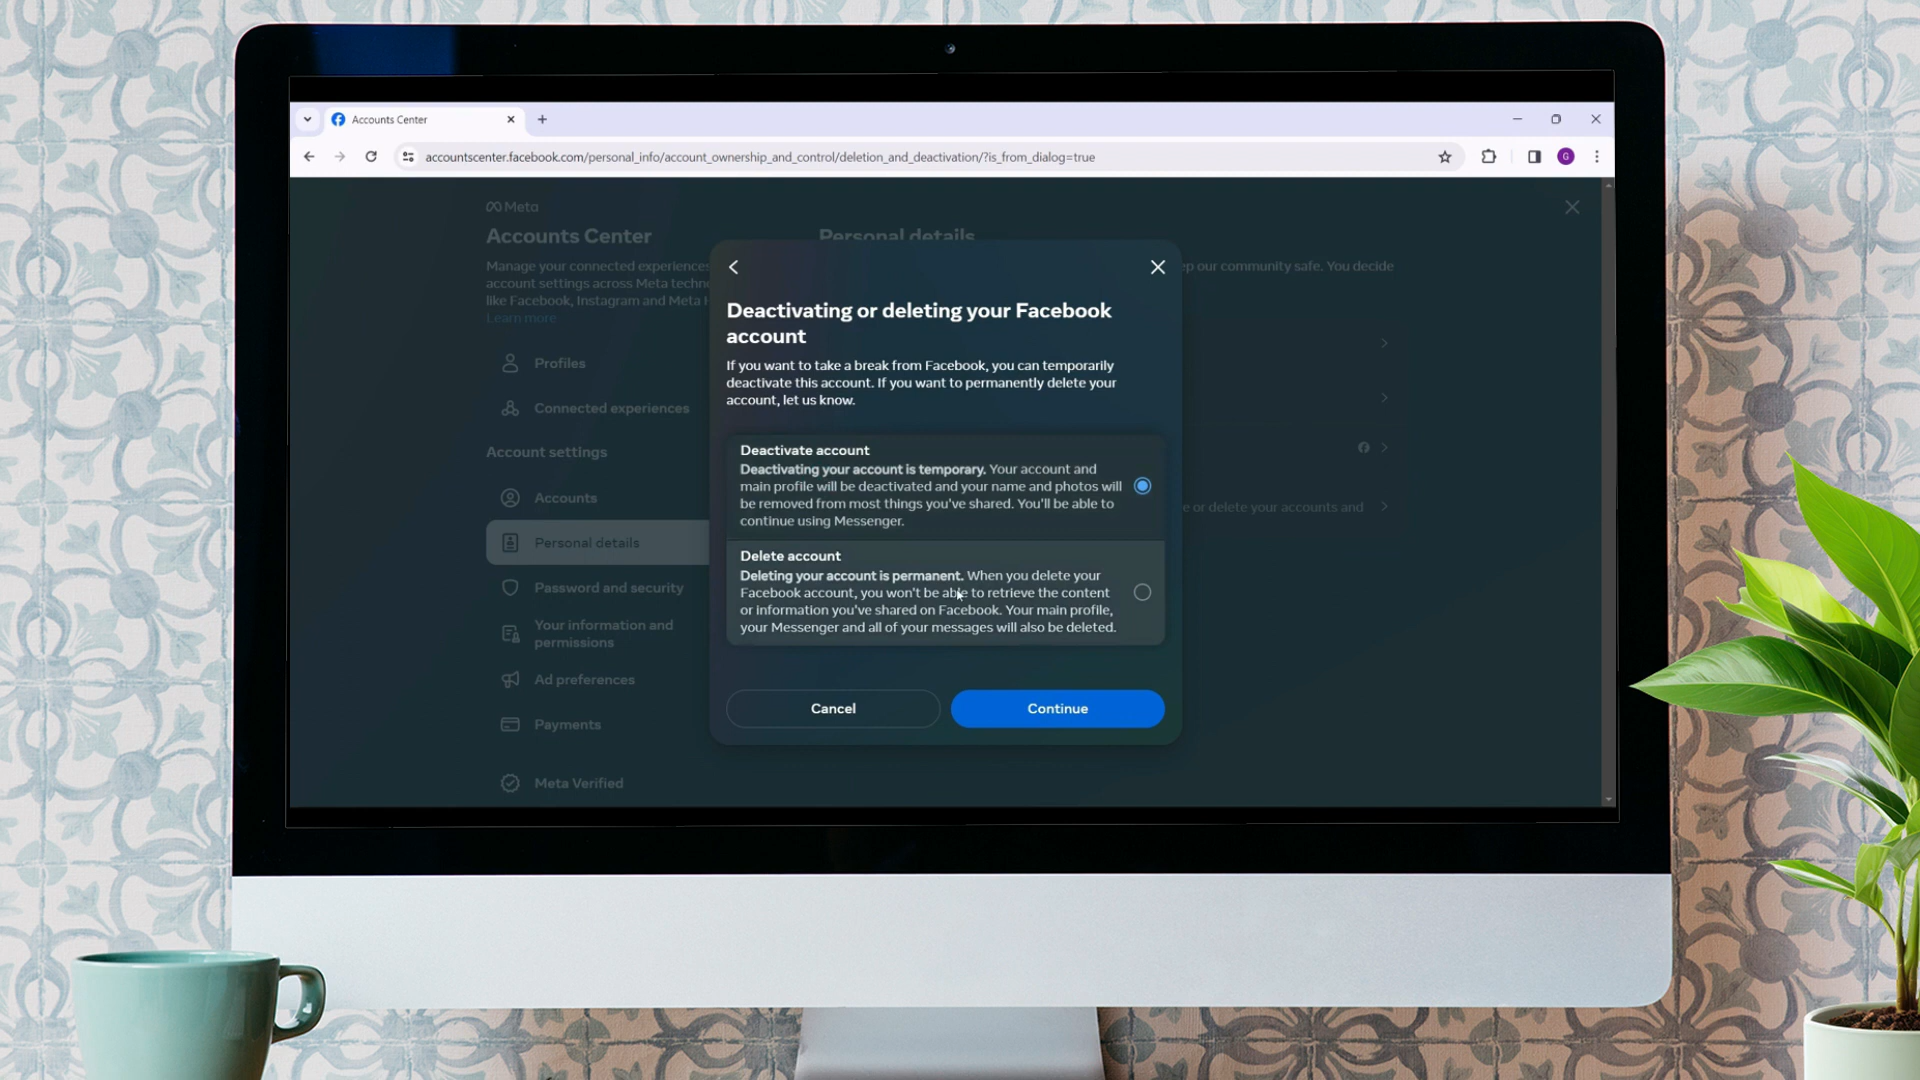 Accounts Center
accountscenter.facebook.com/personal_info/account_ownership_and_control/deletion_and_deactivation/?is_from_dialog=true
G
Meta
Accounts Center
Manage your connected experiences
account settings across Meta techn
like Facebook, Instagram and Meta H
Learn more
Profiles
Connected experiences
Account settings
Accounts
Personal details
Password and security
Your information and
permissions
Ad preferences
Payments
Meta Verified
Personal details
ep our community safe. You decide
e or delete your accounts and
Deactivating or deleting your Facebook
account
If you want to take a break from Facebook, you can temporarily
deactivate this account. If you want to permanently delete your
account, let us know.
Deactivate account
Deactivating your account is temporary. Your account and
main profile will be deactivated and your name and photos will
be removed from most things you've shared. You'll be able to
continue using Messenger.
Delete account
Deleting your account is permanent. When you delete your
Facebook account, you won't be able to retrieve the content
or information you've shared on Facebook. Your main profile,
your Messenger and all of your messages will also be deleted.
Cancel
Continue